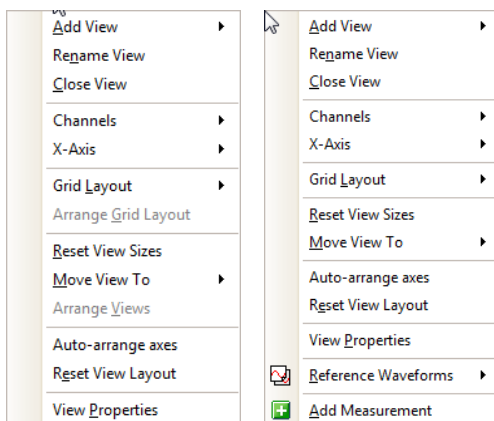 Add View
Rename View
Close View
Channels
X-Axis
Grid Layout
Arrange Grid Layout
Reset View Sizes
Move View To
Arrange Views
Auto-arrange axes
Reset View Layout
View Properties
Add View
Rename View
Close View
Channels
X-Axis
Grid Layout
Reset View Sizes
Move View To
Auto-arrange axes
Reset View Layout
View Properties
Reference Waveforms
Add Measurement